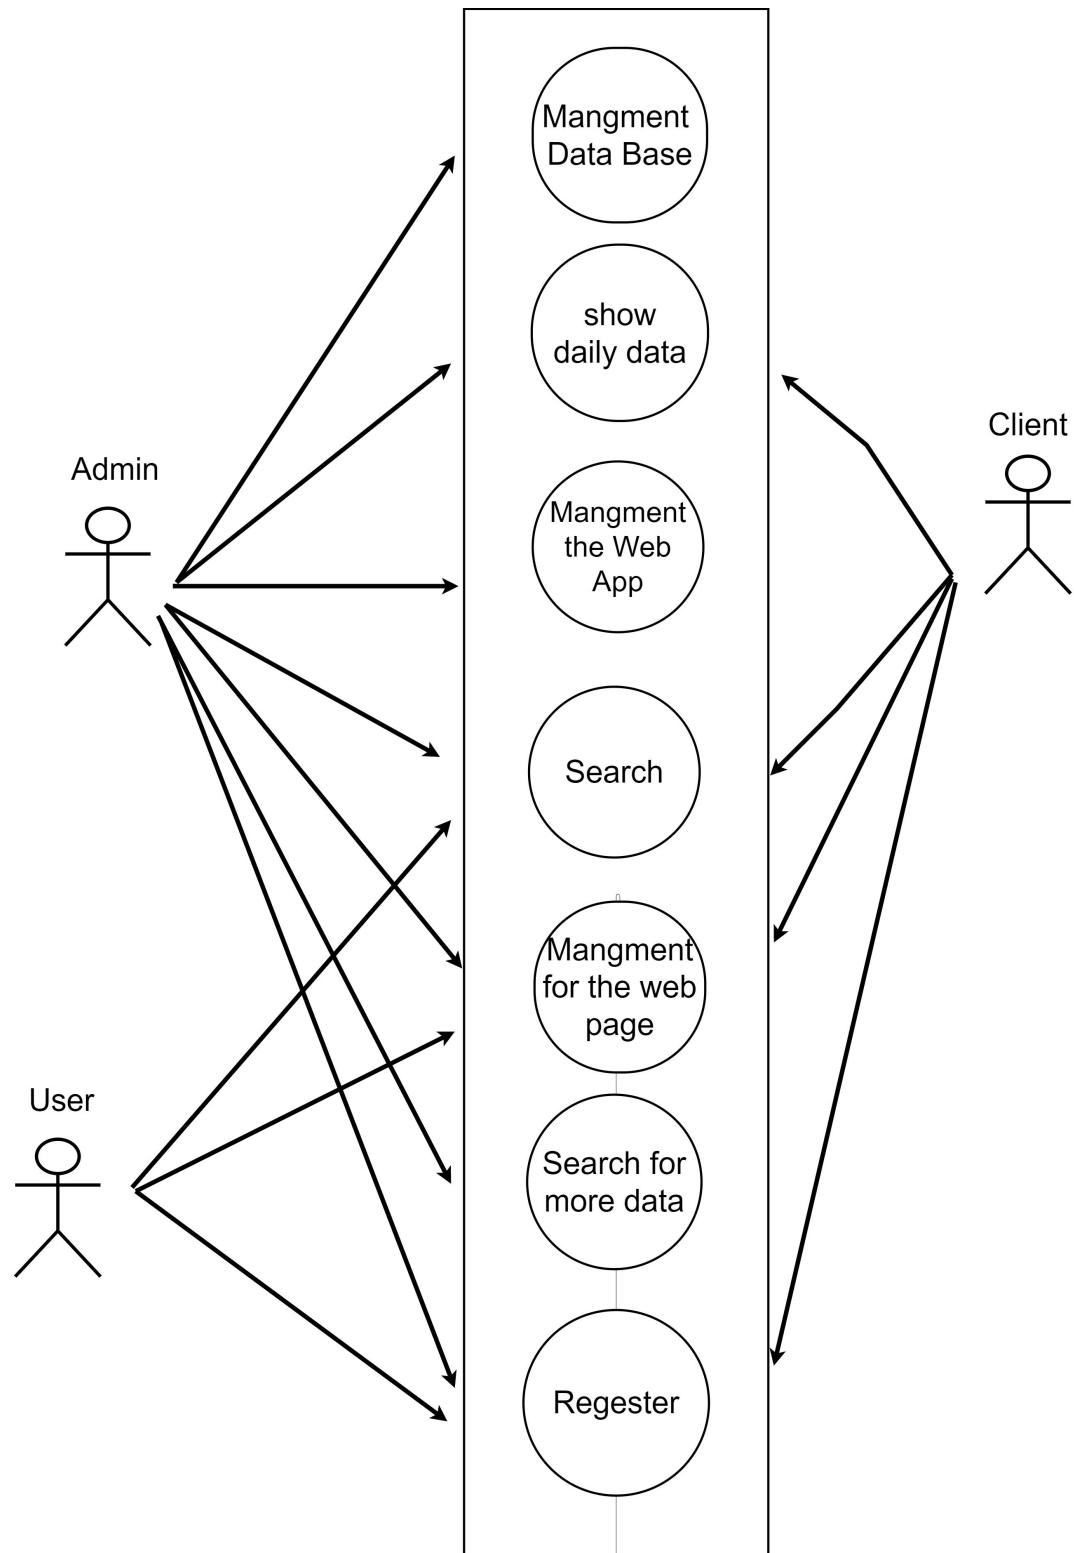 Mangment
Data Base
show
daily data
Client
Admin
Mangment
the Web
App
Search
Mangment
for the web
page
User
Search for
more data
Regester